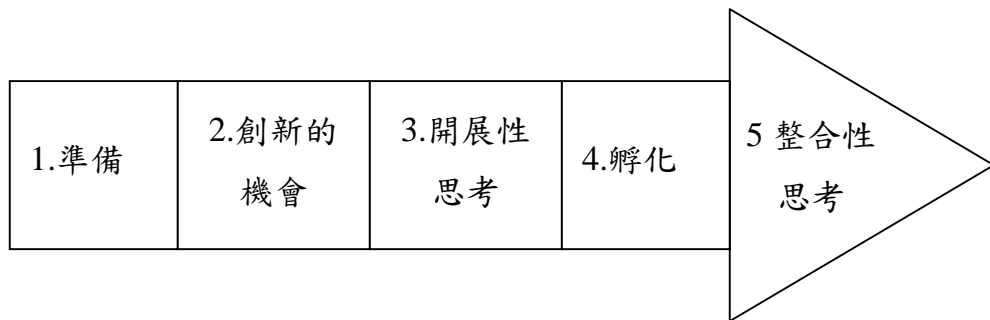 1.準備
2.創新的
機會
3.開展性
思考
4.孵化
5 整合性
思考